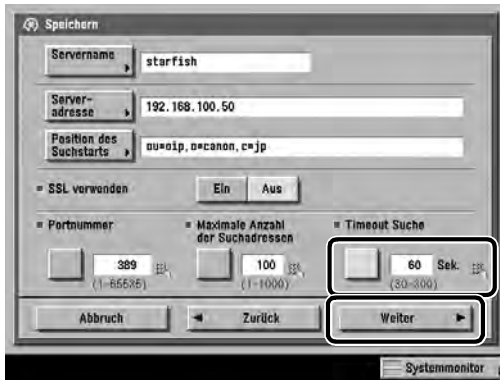 Speichern
Servername
starfish
Server-
adresse
192.168.100.50
Position des
Suchstarts
ou=oip,o=canon,c=jp
SSL verwenden
Ein
Aus
Portnummer
Maximale Anzahl
der Suchadressen
Timeout Suche
389
100
60 Sek.
(1-65535)
(1-1000)
(30-300)
Abbruch
Zurück
Weiter
Systemmonitor